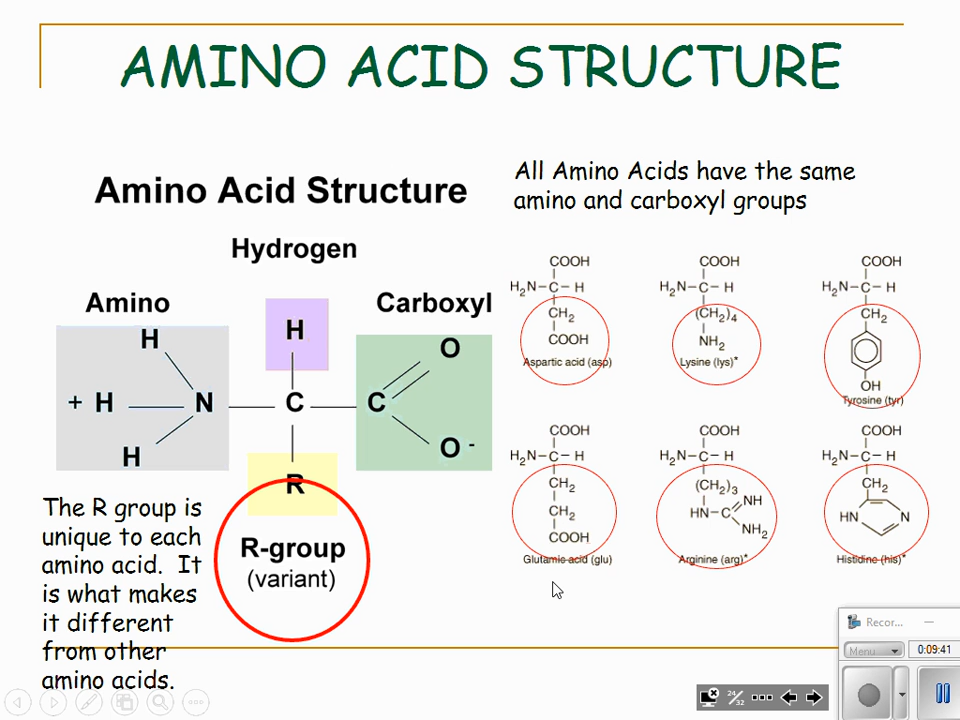 AMINO ACID STRUCTURE
Amino Acid Structure
Hydrogen
Amino
Carboxyl
H
H
O
+ H
N
C
C
H
O -
R
R-group
(variant)
The R group is
unique to each
amino acid. It
is what makes
it different
from other
amino acids.
All Amino Acids have the same
amino and carboxyl groups
COOH
H₂N-C-H
CH₂
COOH
Aspartic acid (asp)
COOH
H₂N-C-H
(CH₂)₄
NH₂
Lysine (lys)*
COOH
H₂N-C-H
CH₂
OH
Tyrosine (tyr)
COOH
H₂N-C-H
CH₂
CH₂
COOH
Glutamic acid (glu)
COOH
H₂N-C-H
(CH₂)₃
NH
HN-C
NH₂
Arginine (arg)*
COOH
H₂N-C-H
CH₂
HN
N
Histidine (his)*
Recor...
Menu
0:09:41
24/32